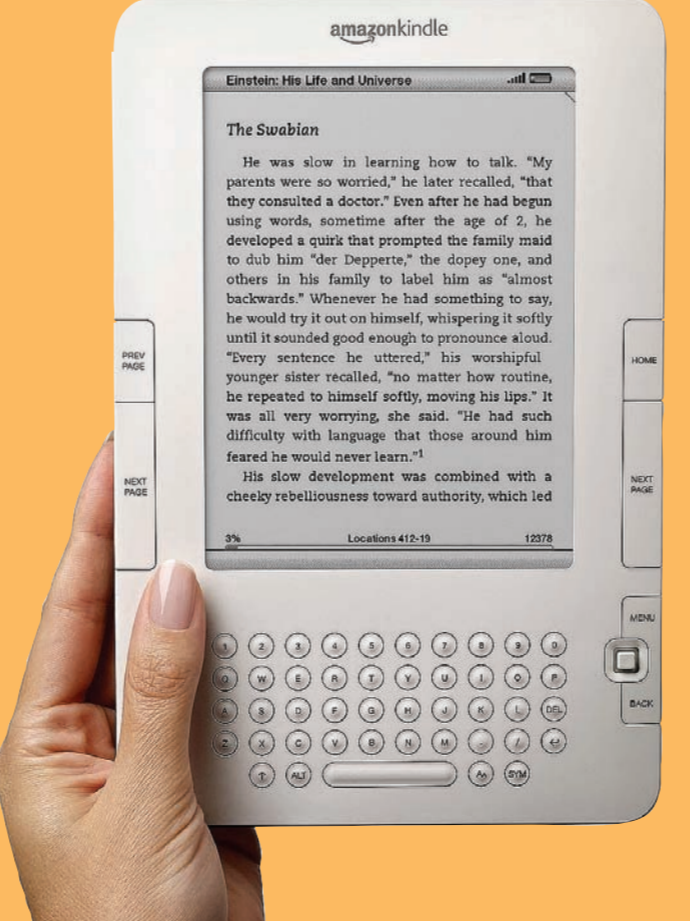 amazonkindle
Einstein: His Life and Universe
The Swabian
He was slow in learning how to talk. “My
parents were so worried,” he later recalled, “that
they consulted a doctor.” Even after he had begun
using words, sometime after the age of 2, he
developed a quirk that prompted the family maid
to dub him “der Depperte,” the dopey one, and
others in his family to label him as “almost
backwards.” Whenever he had something to say,
he would try it out on himself, whispering it softly
until it sounded good enough to pronounce aloud.
“Every sentence he uttered,” his worshipful
younger sister recalled, “no matter how routine,
he repeated to himself softly, moving his lips.” It
was all very worrying, she said. “He had such
difficulty with language that those around him
feared he would never learn.”1
His slow development was combined with a
cheeky rebelliousness toward authority, which led
3% Locations 412-19 12378
PREV
PAGE
HOME
NEXT
PAGE
NEXT
PAGE
MENU
BACK
1 2 3 4 5 6 7 8 9 0
Q W E R T Y U I O P
A S D F G H J K L DEL
Z X C V B N M . /
ALT Aa SYM